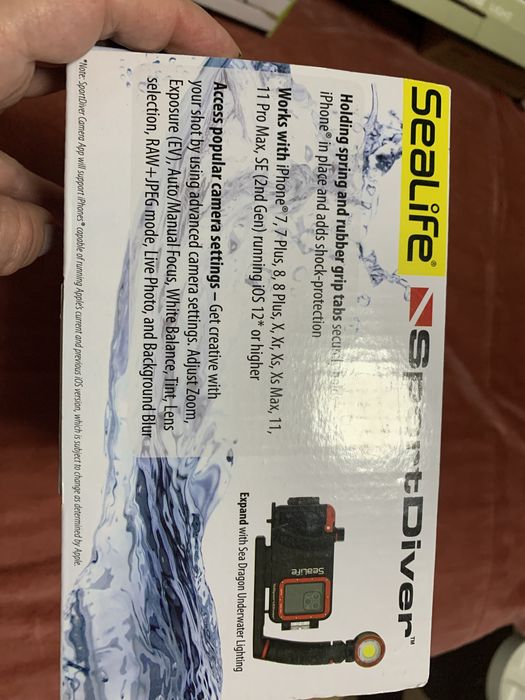 SeaLife® SportDiver™
Holding spring and rubber grip tabs
iPhone® in place and adds shock-protection
Works with iPhone® 7, 7 Plus, 8, 8 Plus, X, Xr, Xs, Xs Max, 11,
11 Pro Max, SE (2nd Gen) running iOS 12* or higher
Access popular camera settings – Get creative with
your shot by using advanced camera settings. Adjust Zoom,
Exposure (EV), Auto/Manual Focus, White Balance, Tint, Lens
selection, RAW+JPEG mode, Live Photo, and Background Blur
*Note: SportDiver Camera App will support iPhones® capable of running Apple's current and previous iOS version, which is subject to change as determined by Apple.
SeaLife
Expand with Sea Dragon Underwater Lighting